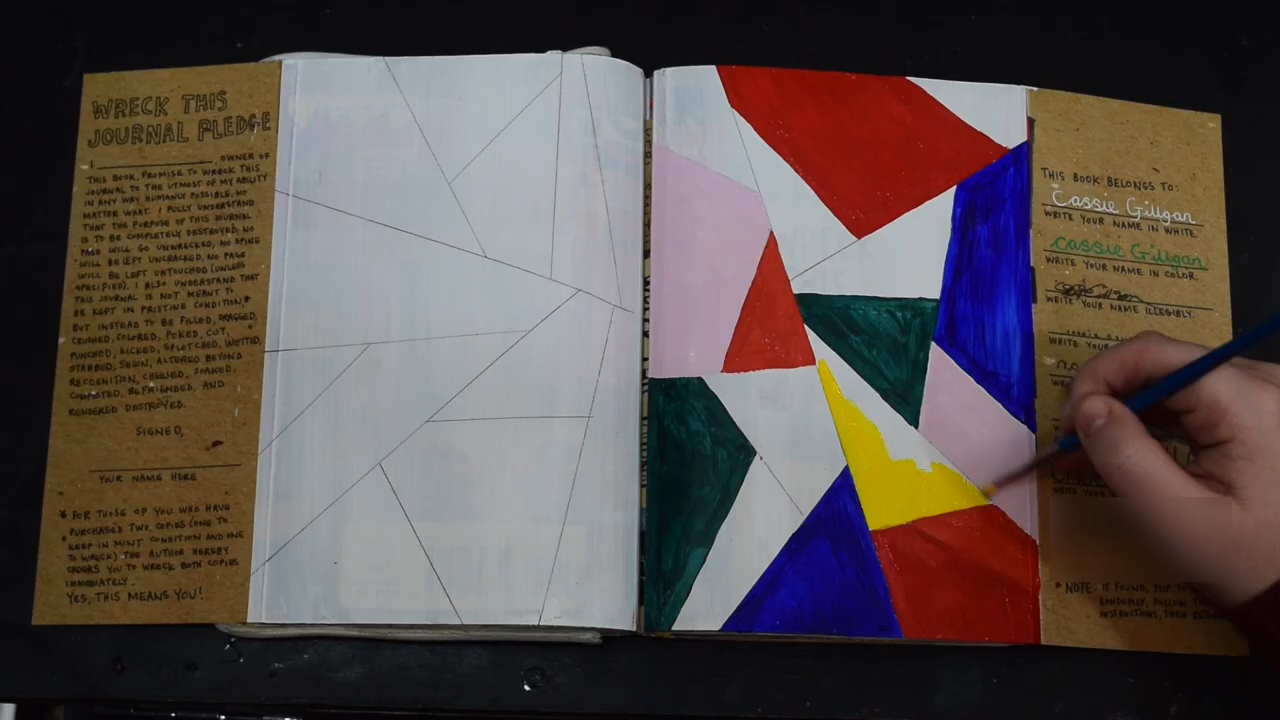 WRECK THIS
JOURNAL PLEDGE
I , OWNER OF
THIS BOOK, PROMISE TO WRECK THIS
JOURNAL TO THE UTMOST OF MY ABILITY
IN ANY WAY HUMANLY POSSIBLE, NO
MATTER WHAT. I FULLY UNDERSTAND
THAT THE PURPOSE OF THIS JOURNAL
IS TO BE COMPLETELY DESTROYED; NO
PAGE WILL GO UNWRECKED, NO SPINE
WILL BE LEFT UNCRACKED, NO PAGE
WILL BE LEFT UNTOUCHED (UNLESS
SPECIFIED). I ALSO UNDERSTAND THAT
THIS JOURNAL IS NOT MEANT TO
BE KEPT IN PRISTINE CONDITION,*
BUT INSTEAD TO BE FILLED, DRAGGED,
CRUSHED, COLORED, POKED, CUT,
PUNCHED, KICKED, SPLOTCHED, WETTED,
STABBED, SEWN, ALTERED BEYOND
RECOGNITION, CHEWED, SOAKED,
COMPOSTED, BEFRIENDED, AND
RENDERED DESTROYED.
SIGNED,
YOUR NAME HERE
* FOR THOSE OF YOU WHO HAVE
PURCHASED TWO COPIES (ONE TO
KEEP IN MINT CONDITION AND ONE
TO WRECK) THE AUTHOR HEREBY
ORDERS YOU TO WRECK BOTH COPIES
IMMEDIATELY.
YES, THIS MEANS YOU!
THIS BOOK BELONGS TO:
Cassie Gilligan
WRITE YOUR NAME IN WHITE.
Cassie Gilligan
WRITE YOUR NAME IN COLOR.
WRITE YOUR NAME ILLEGIBLY.
WRITE YOUR
WRITE YOUR
* NOTE: IF FOUND,
RANDOMLY, FOLLOW
INSTRUCTIONS, THEN